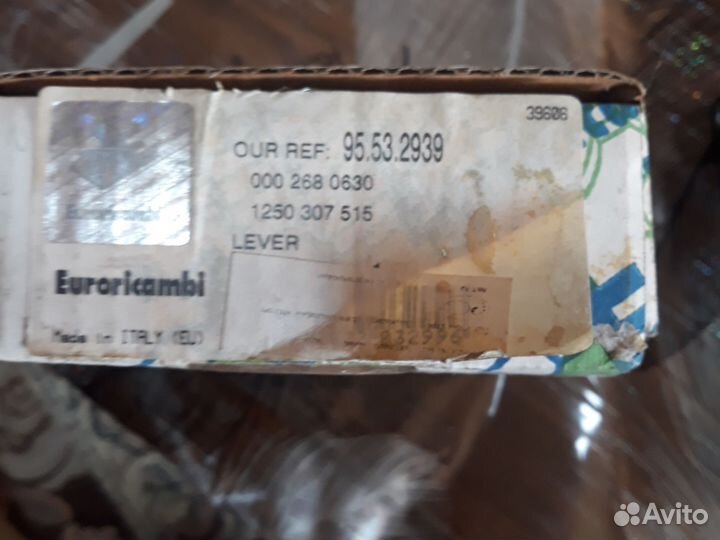 39606
OUR REF: 95.53.2939
000 268 0630
1250 307 515
LEVER
Euroricambi
Made in ITALY (EU)
Avito